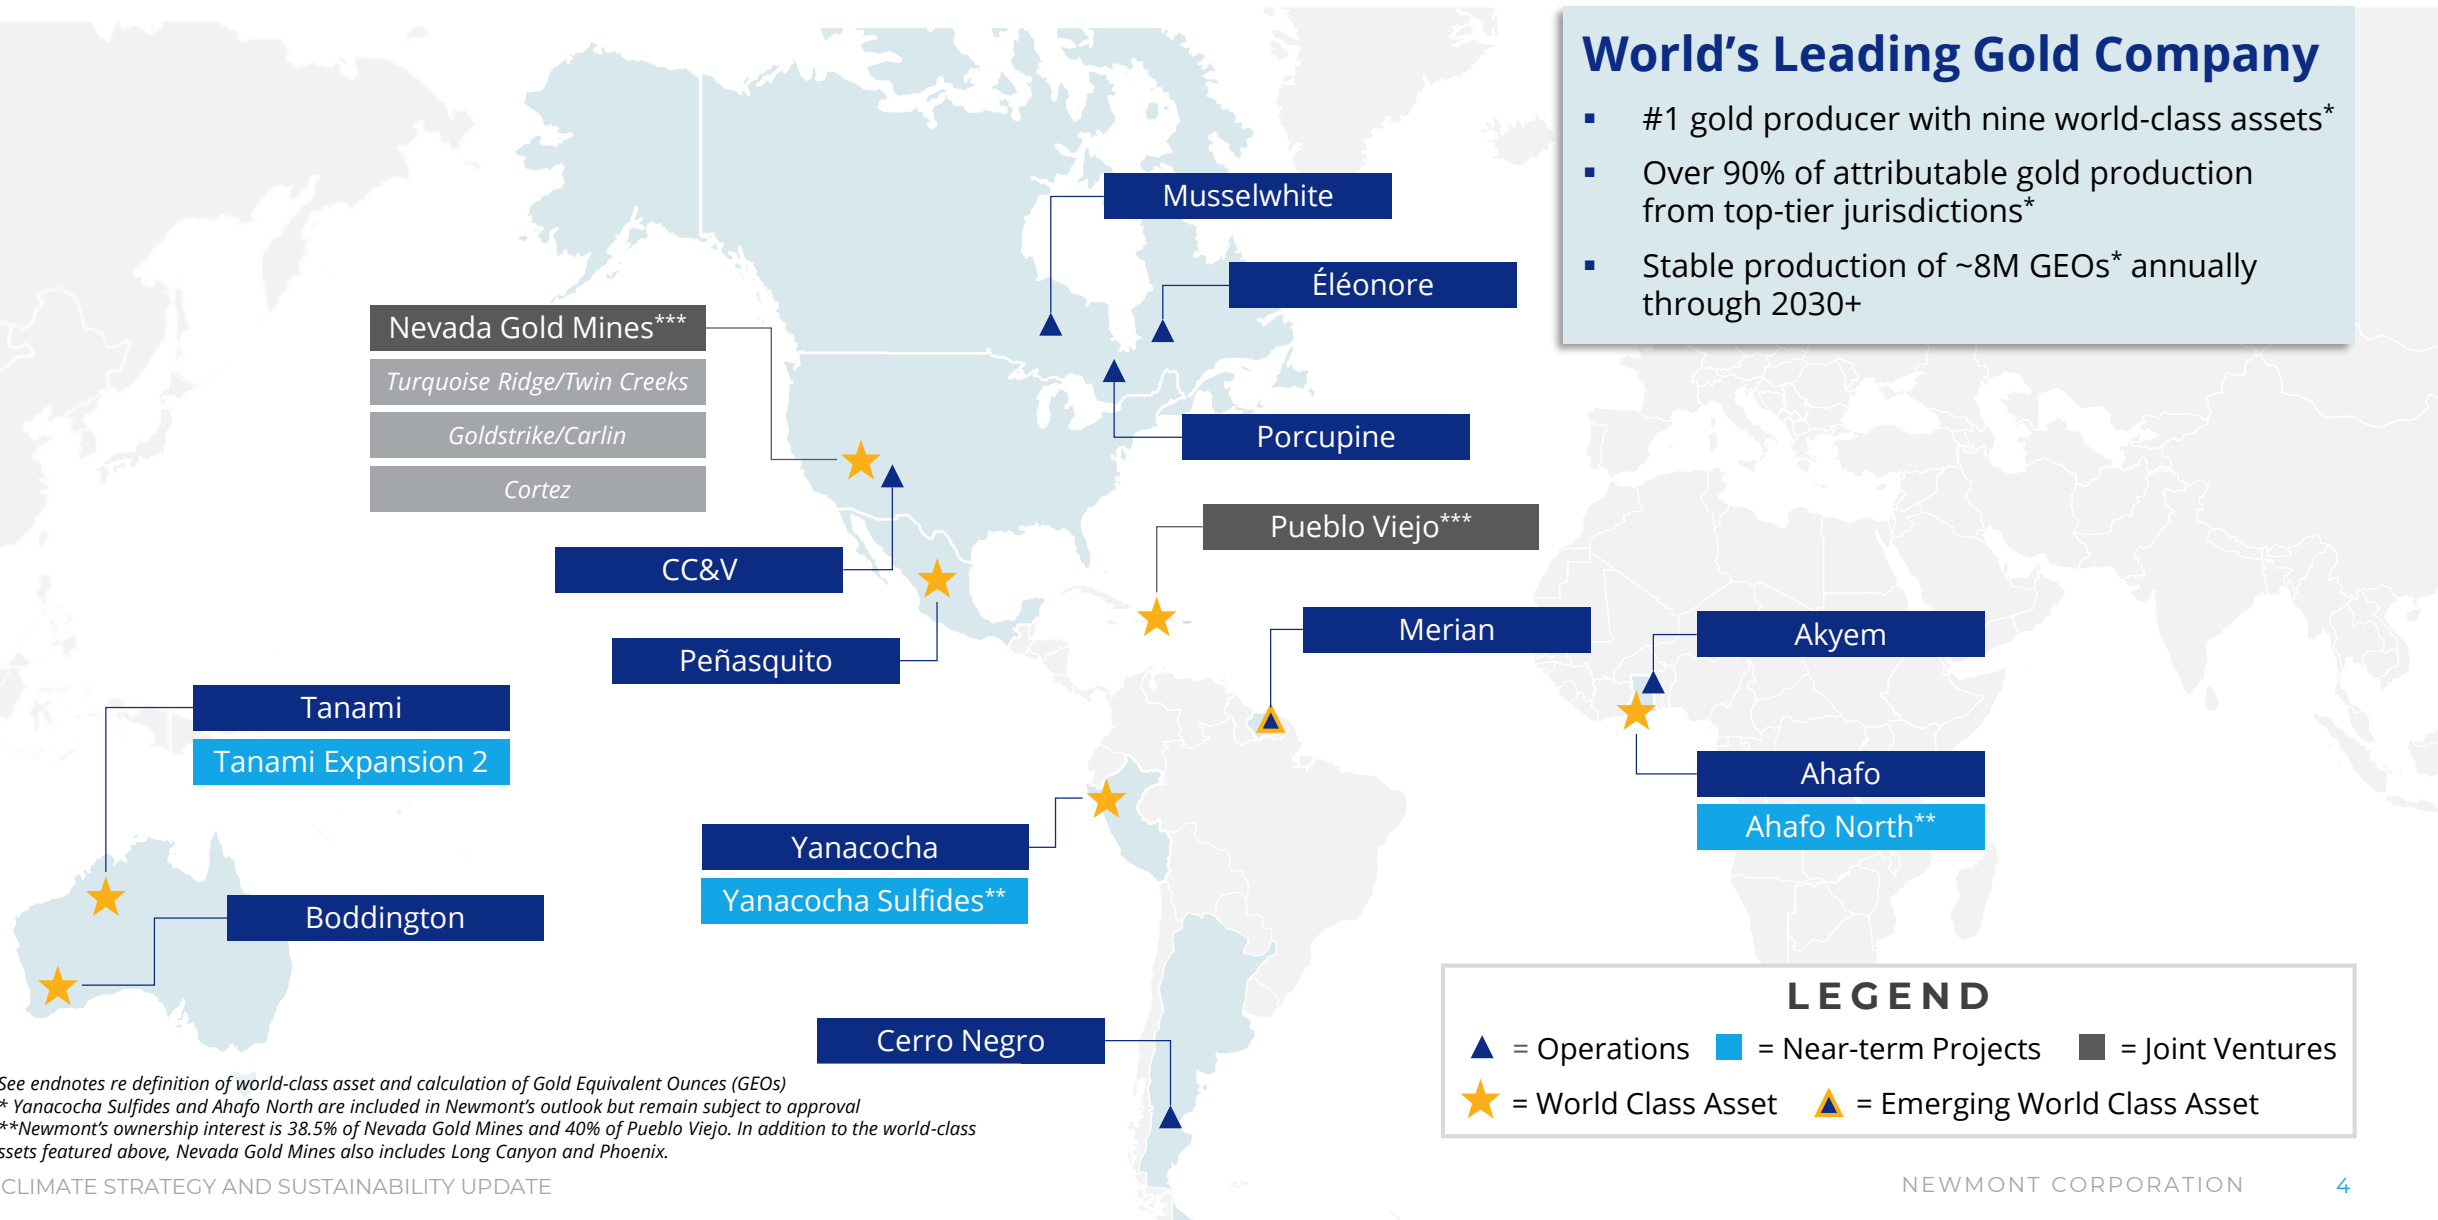 World's Leading Gold Company
▪ #1 gold producer with nine world-class assets*
▪ Over 90% of attributable gold production
from top-tier jurisdictions*
▪ Stable production of ~8M GEOs* annually
through 2030+
Musselwhite
Éléonore
Nevada Gold Mines***
Turquoise Ridge/Twin Creeks
Goldstrike/Carlin
Cortez
Porcupine
Pueblo Viejo***
CC&V
Peñasquito
Merian
Akyem
Tanami
Tanami Expansion 2
Ahafo
Ahafo North**
Yanacocha
Yanacocha Sulfides**
Boddington
Cerro Negro
LEGEND
= Operations
= Near-term Projects
= Joint Ventures
= World Class Asset
= Emerging World Class Asset
See endnotes re definition of world-class asset and calculation of Gold Equivalent Ounces (GEOs)
* Yanacocha Sulfides and Ahafo North are included in Newmont's outlook but remain subject to approval
**Newmont's ownership interest is 38.5% of Nevada Gold Mines and 40% of Pueblo Viejo. In addition to the world-class
ssets featured above, Nevada Gold Mines also includes Long Canyon and Phoenix.
CLIMATE STRATEGY AND SUSTAINABILITY UPDATE
NEWMONT CORPORATION
4